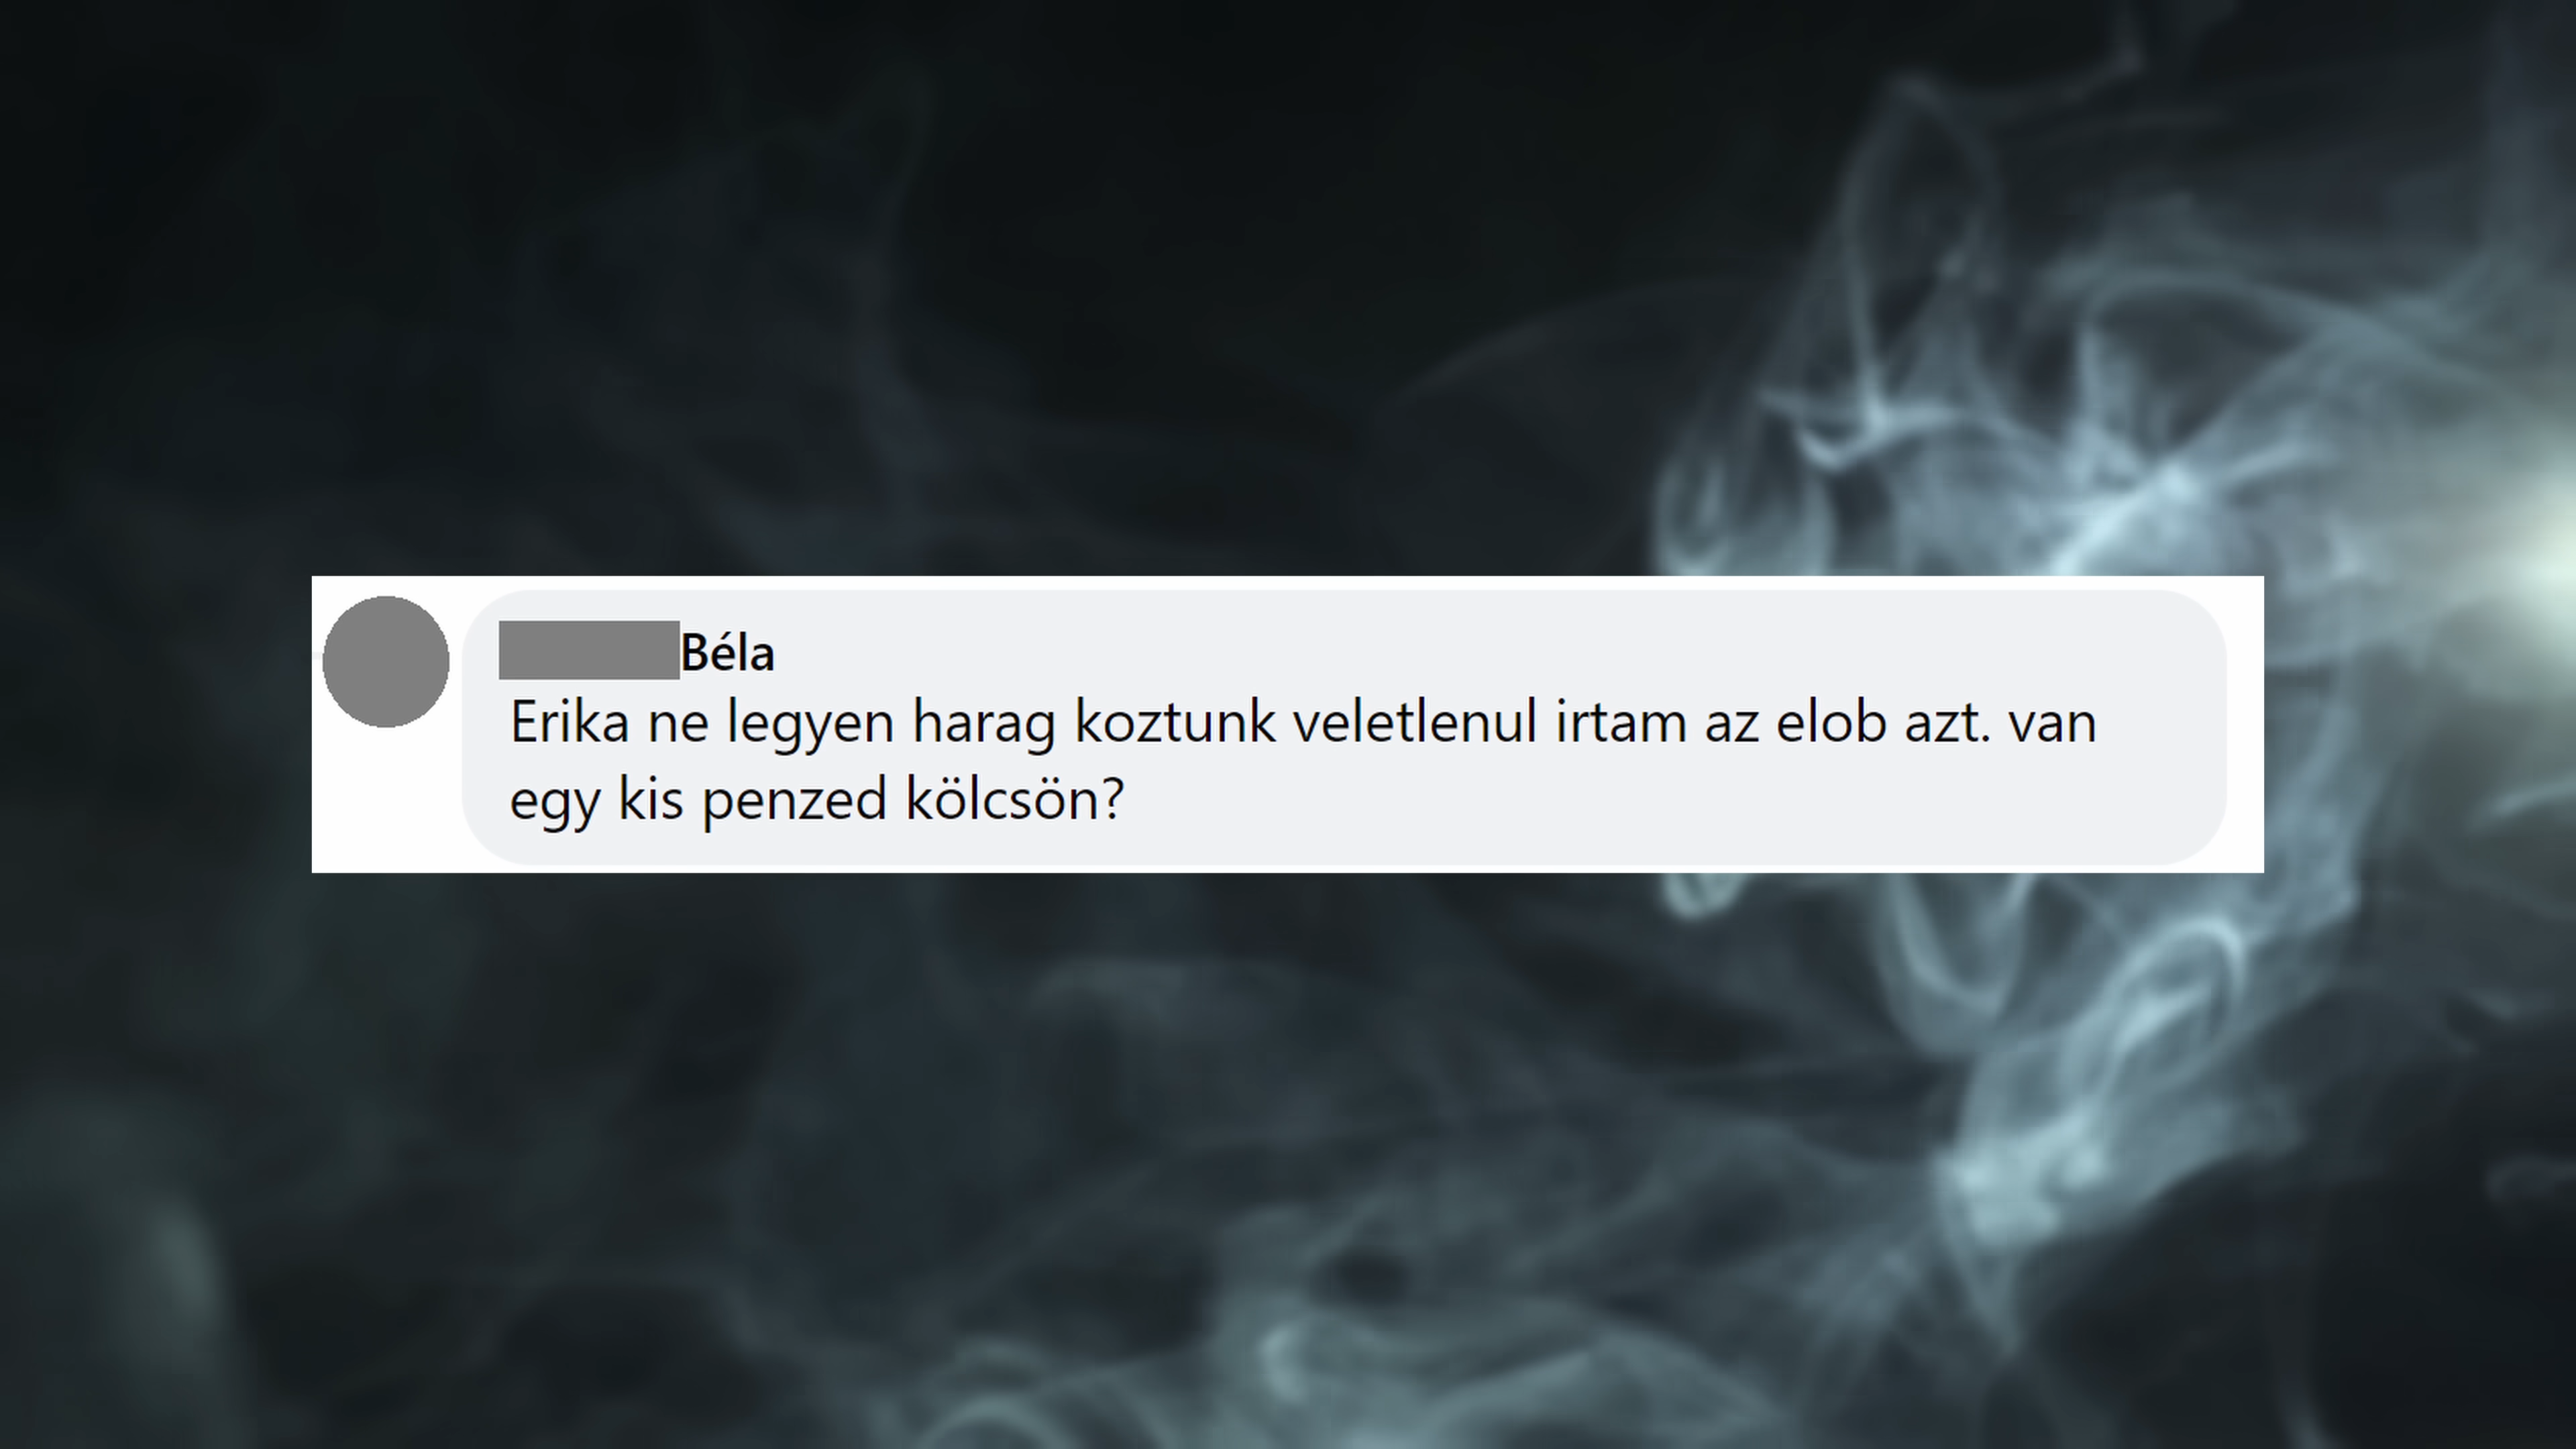 Béla
Erika ne legyen harag koztunk veletlenul irtam az elob azt. van
egy kis penzed kölcsön?